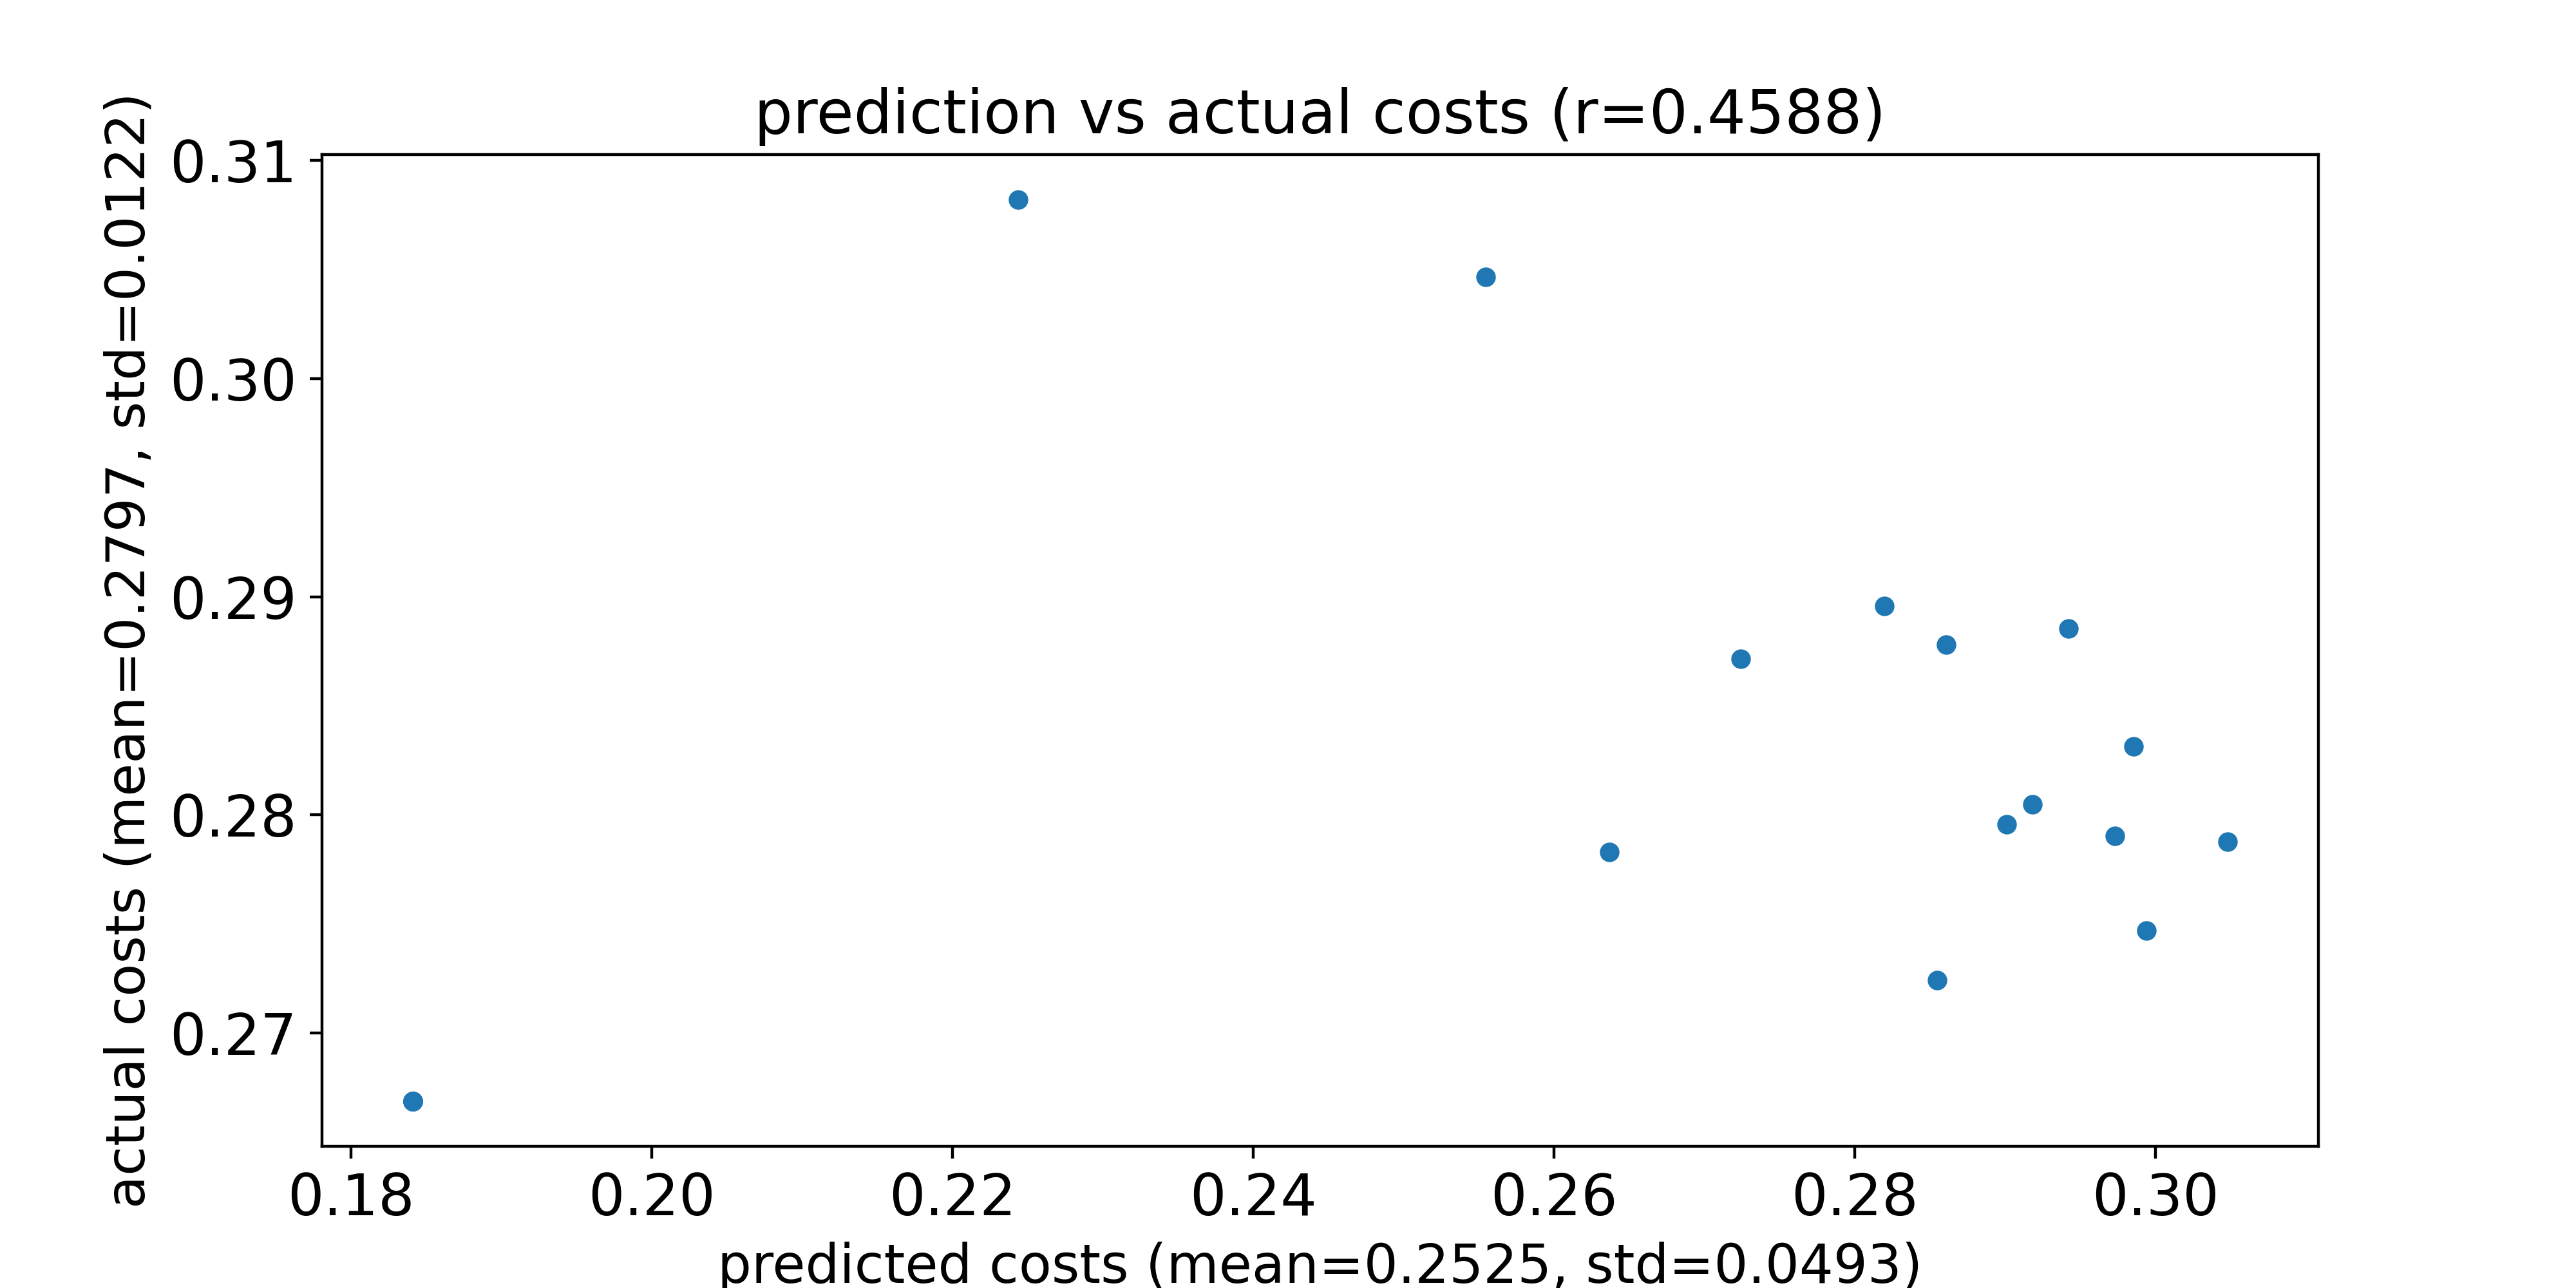 prediction vs actual costs (r=0.4588)
actual costs (mean=0.2797, std=0.0122)
0.31
0.30
0.29
0.28
0.27
0.18 0.20 0.22 0.24 0.26 0.28 0.30
predicted costs (mean=0.2525, std=0.0493)